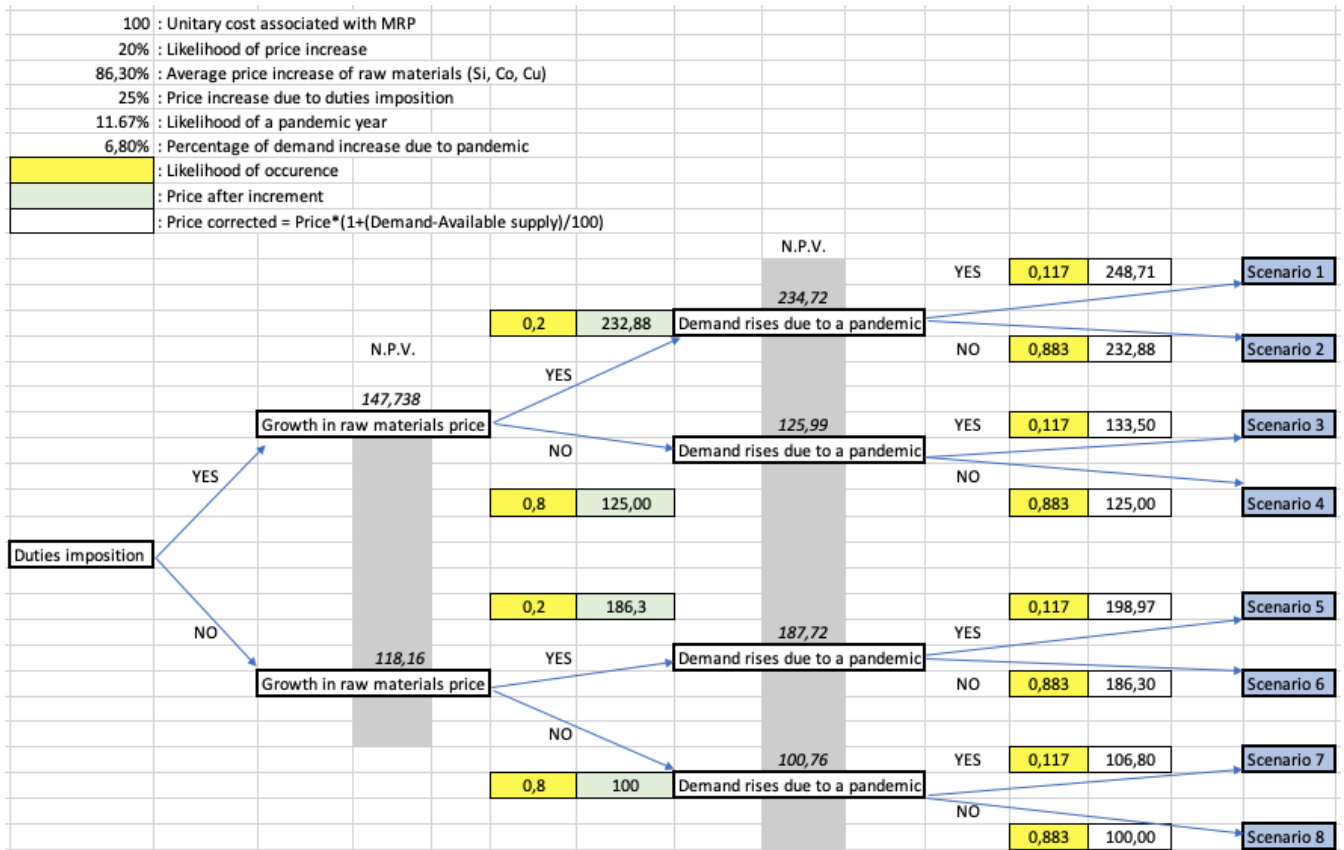 100 : Unitary cost associated with MRP
20% : Likelihood of price increase
86,30% : Average price increase of raw materials (Si, Co, Cu)
25% : Price increase due to duties imposition
11.67% : Likelihood of a pandemic year
6,80% : Percentage of demand increase due to pandemic
: Likelihood of occurence
: Price after increment
: Price corrected = Price*(1+(Demand-Available supply)/100)
N.P.V.
YES 0,117 248,71 Scenario 1
234,72
0,2 232,88 Demand rises due to a pandemic
N.P.V. NO 0,883 232,88 Scenario 2
YES
147,738
Growth in raw materials price 125,99 YES 0,117 133,50 Scenario 3
NO Demand rises due to a pandemic
YES NO
0,8 125,00 0,883 125,00 Scenario 4
Duties imposition
0,2 186,3 0,117 198,97 Scenario 5
NO 187,72 YES
118,16 YES Demand rises due to a pandemic
Growth in raw materials price NO 0,883 186,30 Scenario 6
NO
100,76 YES 0,117 106,80 Scenario 7
0,8 100 Demand rises due to a pandemic
NO
0,883 100,00 Scenario 8